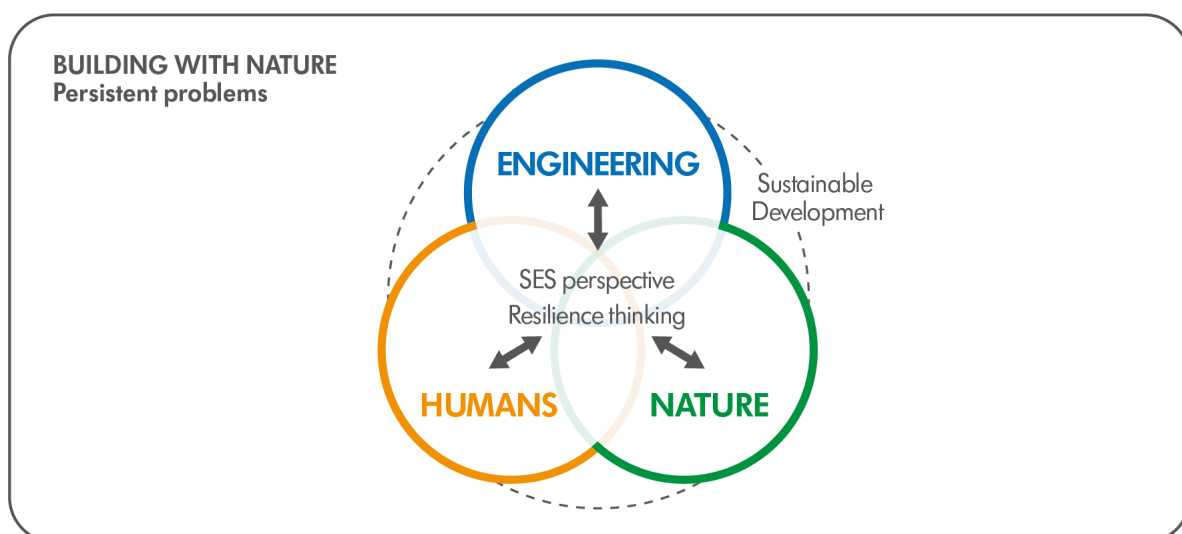 BUILDING WITH NATURE
Persistent problems
ENGINEERING
Sustainable
Development
SES perspective
Resilience thinking
HUMANS
NATURE